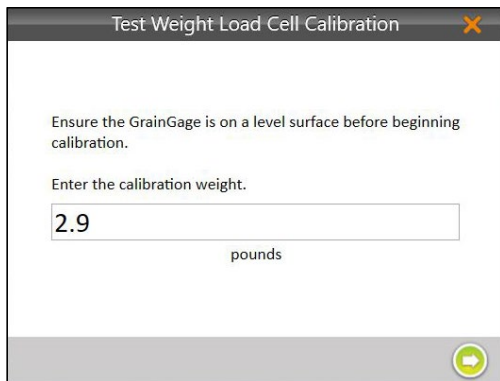 Test Weight Load Cell Calibration
Ensure the GrainGage is on a level surface before beginning
calibration.
Enter the calibration weight.
2.9
pounds